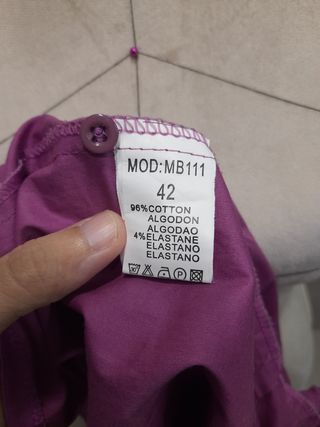 MOD:MB111
42
96%COTTON
ALGODON
ALGODAO
4%ELASTANE
ELASTANO
ELASTANO